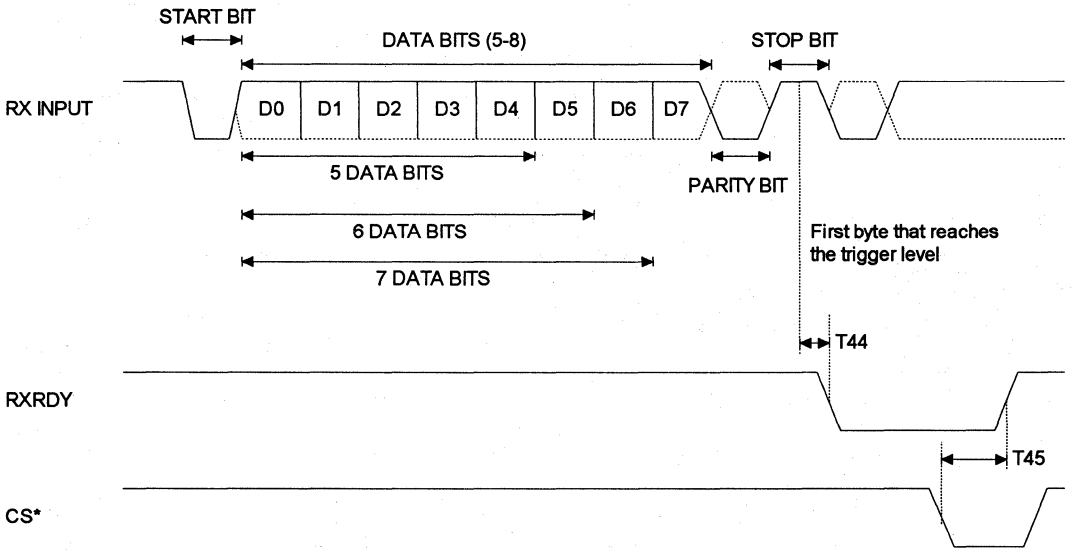 START BIT
DATA BITS (5-8)
STOP BIT
RX INPUT
D0 D1 D2 D3 D4 D5 D6 D7
5 DATA BITS
PARITY BIT
6 DATA BITS
First byte that reaches
the trigger level
7 DATA BITS
T44
RXRDY
T45
CS*